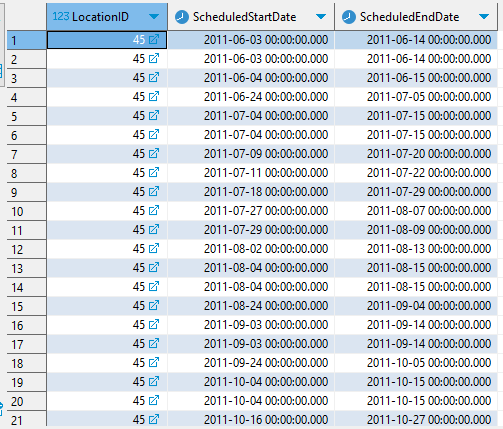 123 LocationID ScheduledStartDate ScheduledEndDate
1 45 2011-06-03 00:00:00.000 2011-06-14 00:00:00.000
2 45 2011-06-03 00:00:00.000 2011-06-14 00:00:00.000
3 45 2011-06-04 00:00:00.000 2011-06-15 00:00:00.000
4 45 2011-06-24 00:00:00.000 2011-07-05 00:00:00.000
5 45 2011-07-04 00:00:00.000 2011-07-15 00:00:00.000
6 45 2011-07-04 00:00:00.000 2011-07-15 00:00:00.000
7 45 2011-07-09 00:00:00.000 2011-07-20 00:00:00.000
8 45 2011-07-11 00:00:00.000 2011-07-22 00:00:00.000
9 45 2011-07-18 00:00:00.000 2011-07-29 00:00:00.000
10 45 2011-07-27 00:00:00.000 2011-08-07 00:00:00.000
11 45 2011-07-29 00:00:00.000 2011-08-09 00:00:00.000
12 45 2011-08-02 00:00:00.000 2011-08-13 00:00:00.000
13 45 2011-08-04 00:00:00.000 2011-08-15 00:00:00.000
14 45 2011-08-04 00:00:00.000 2011-08-15 00:00:00.000
15 45 2011-08-24 00:00:00.000 2011-09-04 00:00:00.000
16 45 2011-09-03 00:00:00.000 2011-09-14 00:00:00.000
17 45 2011-09-03 00:00:00.000 2011-09-14 00:00:00.000
18 45 2011-09-24 00:00:00.000 2011-10-05 00:00:00.000
19 45 2011-10-04 00:00:00.000 2011-10-15 00:00:00.000
20 45 2011-10-04 00:00:00.000 2011-10-15 00:00:00.000
21 45 2011-10-16 00:00:00.000 2011-10-27 00:00:00.000